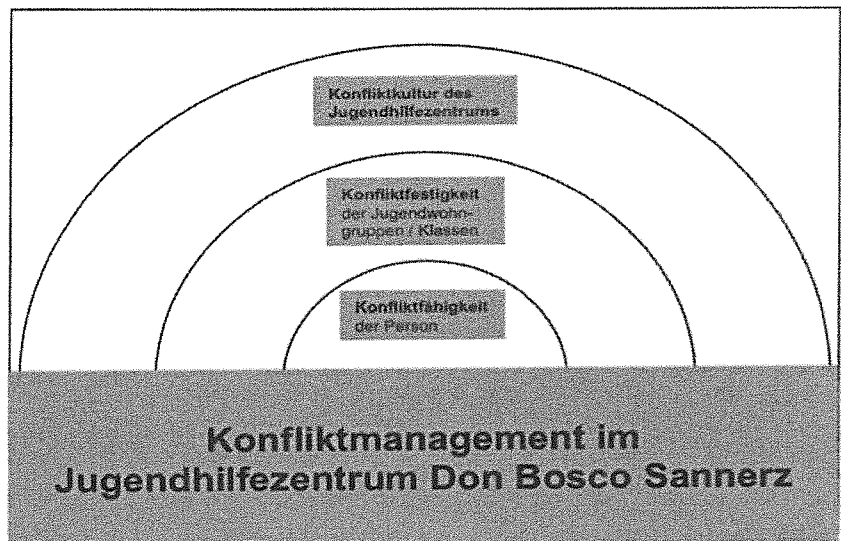 Konfliktkultur des
Jugendhilfezentrums
Konfliktfestigkeit
der Jugendwohn-
gruppen / Klassen
Konfliktfähigkeit
der Person
Konfliktmanagement im
Jugendhilfezentrum Don Bosco Sannerz